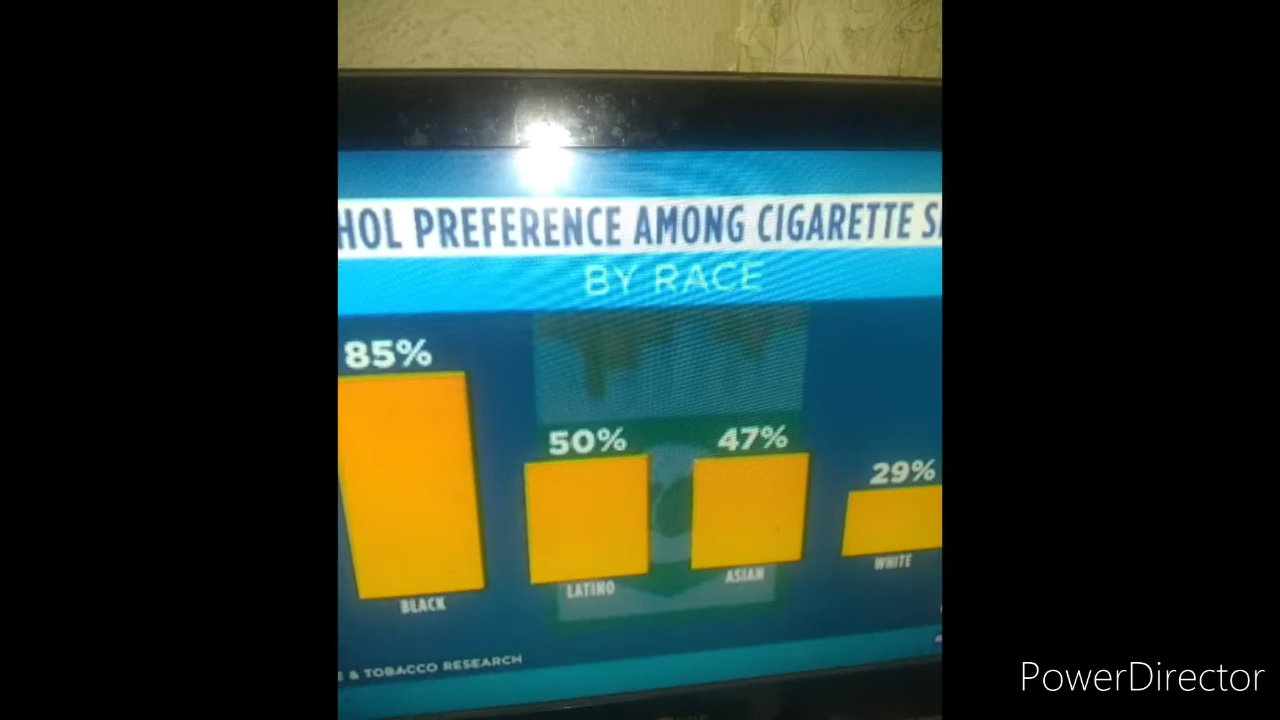 HOL PREFERENCE AMONG CIGARETTE S
BY RACE
85%
50%
47%
29%
BLACK
LATINO
ASIAN
WHITE
E & TOBACCO RESEARCH
PowerDirector